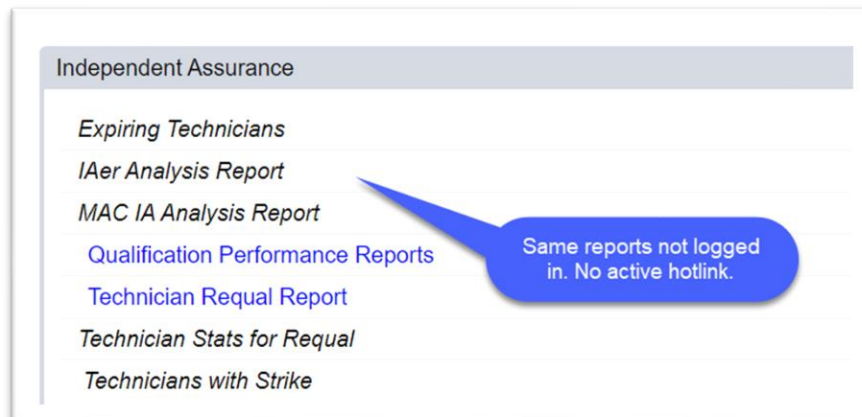 Independent Assurance
Expiring Technicians
IAer Analysis Report
MAC IA Analysis Report
Qualification Performance Reports
Technician Requal Report
Technician Stats for Requal
Technicians with Strike
Same reports not logged
in. No active hotlink.